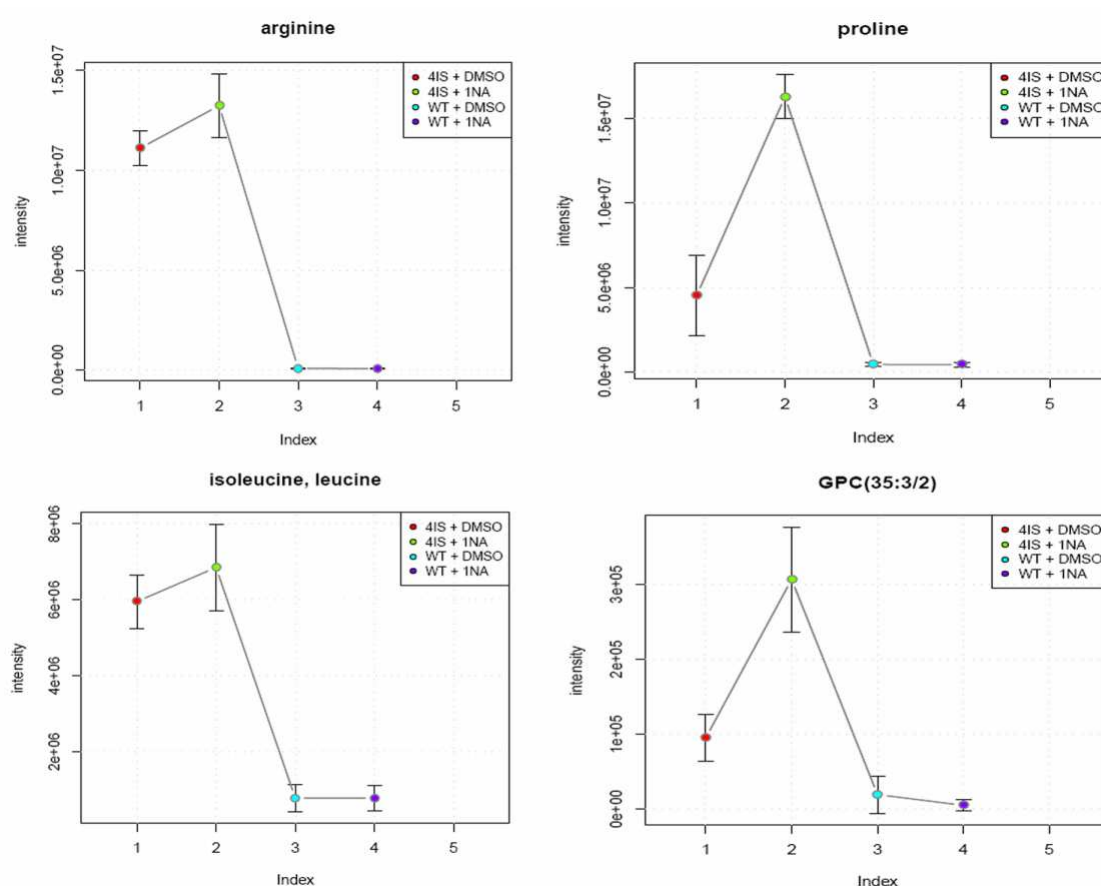 arginine
1.5e+07
1.0e+07
5.0e+06
0.0e+00
intensity
4IS + DMSO
4IS + 1NA
WT + DMSO
WT + 1NA
1 2 3 4 5
Index
proline
1.5e+07
1.0e+07
5.0e+06
0.0e+00
intensity
4IS + DMSO
4IS + 1NA
WT + DMSO
WT + 1NA
1 2 3 4 5
Index
isoleucine, leucine
8e+06
6e+06
4e+06
2e+06
intensity
4IS + DMSO
4IS + 1NA
WT + DMSO
WT + 1NA
1 2 3 4 5
Index
GPC(35:3/2)
3e+05
2e+05
1e+05
0e+00
intensity
4IS + DMSO
4IS + 1NA
WT + DMSO
WT + 1NA
1 2 3 4 5
Index